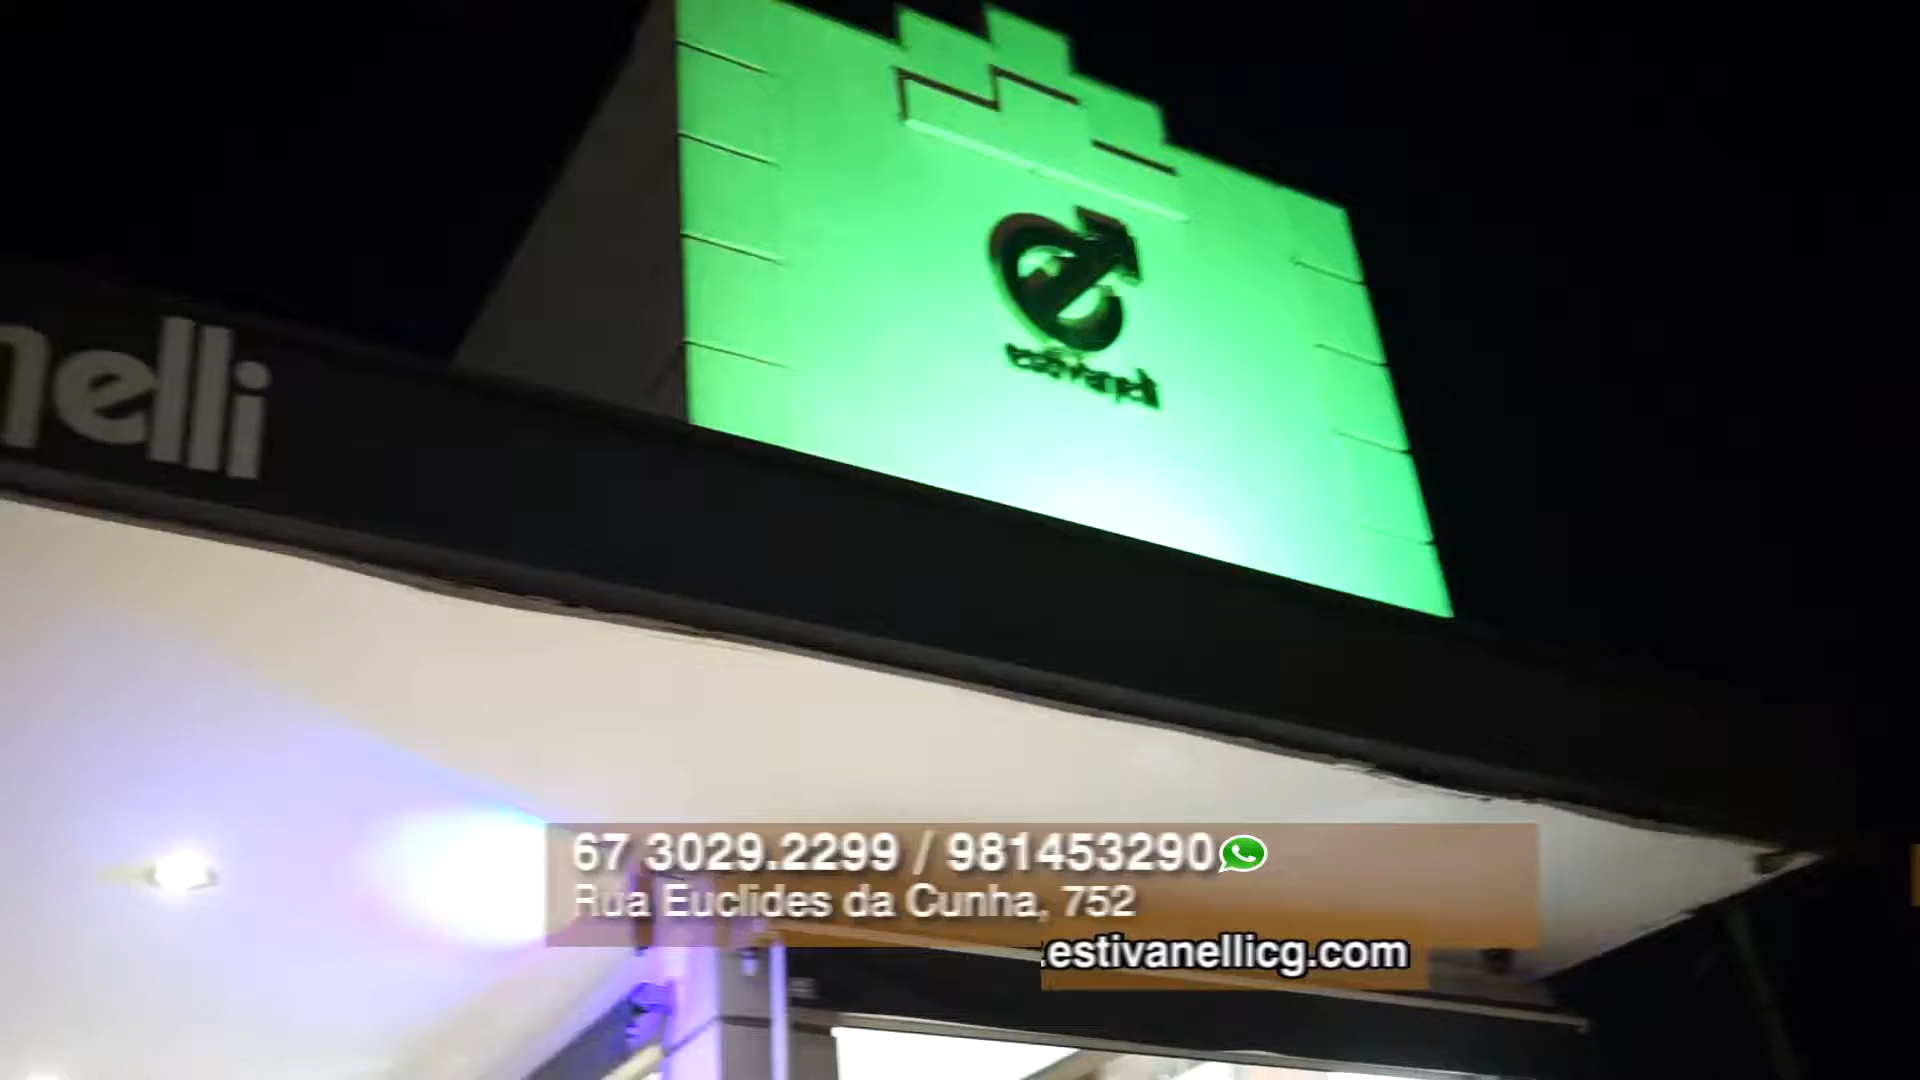 estivanelli
nelli
67 3029.2299 / 981453290
Rua Euclides da Cunha, 752
.estivanellicg.com